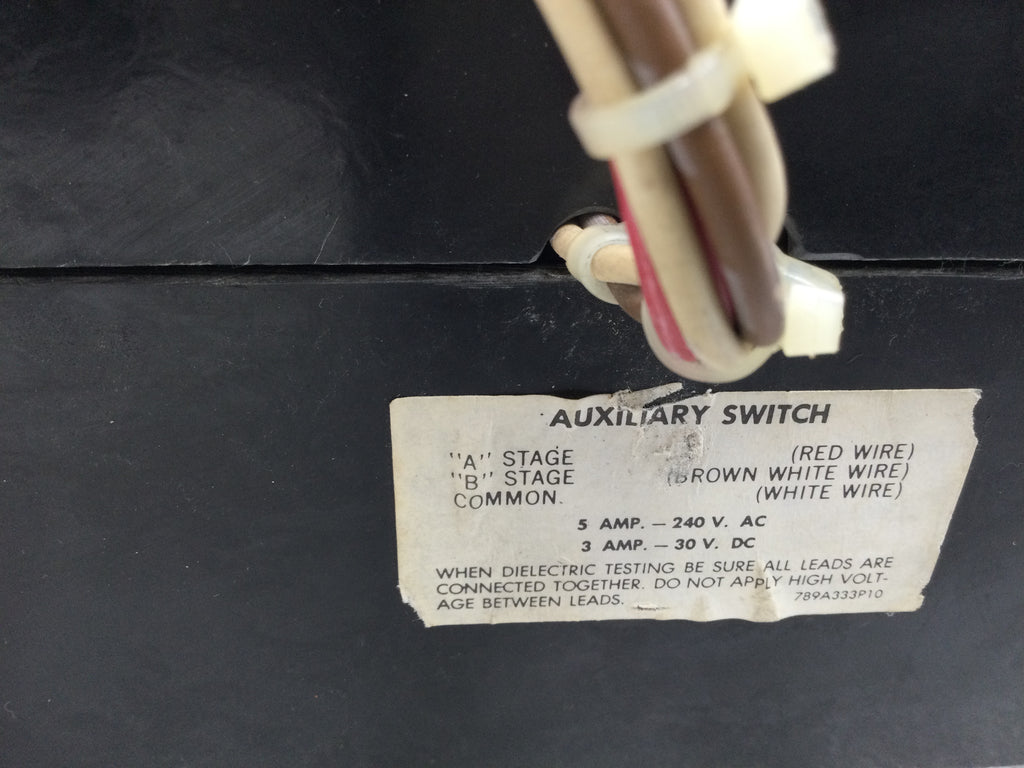 AUXILIARY SWITCH
"A" STAGE (RED WIRE)
"B" STAGE (BROWN WHITE WIRE)
COMMON. (WHITE WIRE)
5 AMP. – 240 V. AC
3 AMP. – 30 V. DC
WHEN DIELECTRIC TESTING BE SURE ALL LEADS ARE
CONNECTED TOGETHER. DO NOT APPLY HIGH VOLT-
AGE BETWEEN LEADS. 789A333P10